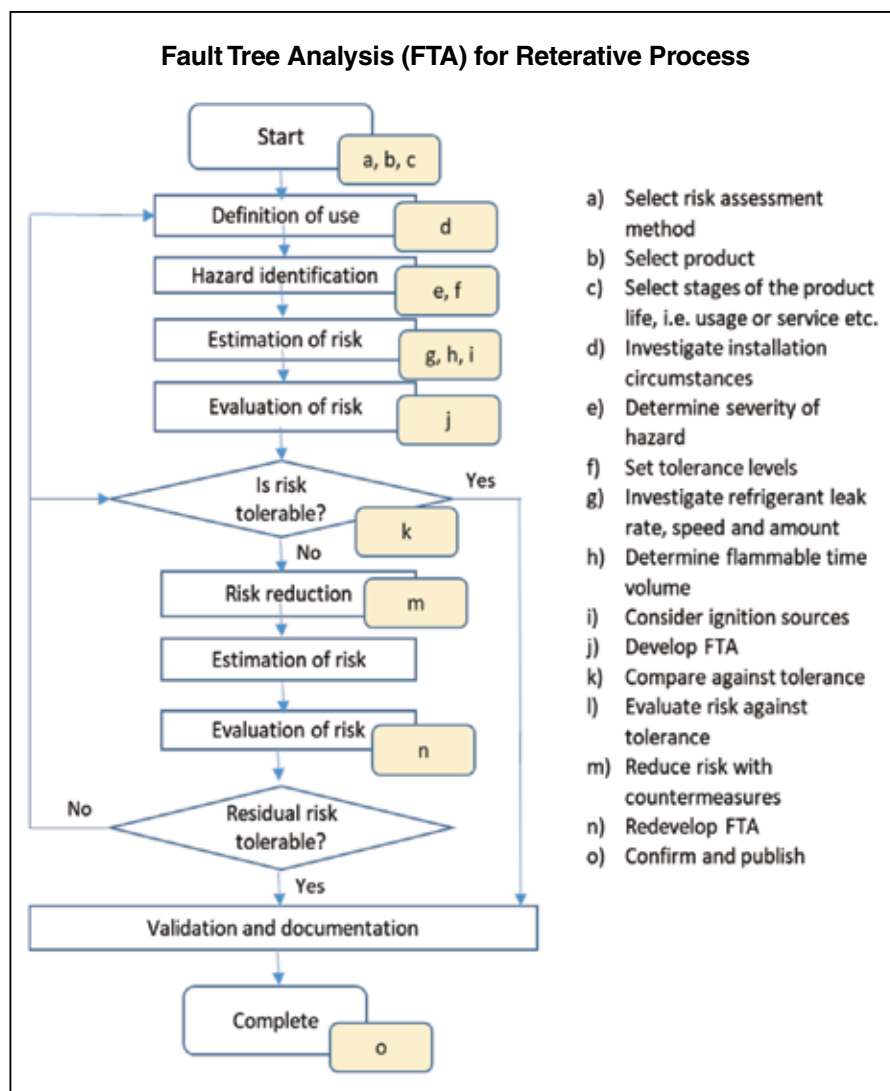 Fault Tree Analysis (FTA) for Reterative Process
Start
a, b, c
Definition of use
d
Hazard identification
e, f
Estimation of risk
g, h, i
Evaluation of risk
j
Is risk
tolerable?
Yes
k
No
Risk reduction
m
Estimation of risk
Evaluation of risk
n
No
Residual risk
tolerable?
Yes
Validation and documentation
Complete
o
a) Select risk assessment
method
b) Select product
c) Select stages of the product
life, i.e. usage or service etc.
d) Investigate installation
circumstances
e) Determine severity of
hazard
f) Set tolerance levels
g) Investigate refrigerant leak
rate, speed and amount
h) Determine flammable time
volume
i) Consider ignition sources
j) Develop FTA
k) Compare against tolerance
l) Evaluate risk against
tolerance
m) Reduce risk with
countermeasures
n) Redevelop FTA
o) Confirm and publish